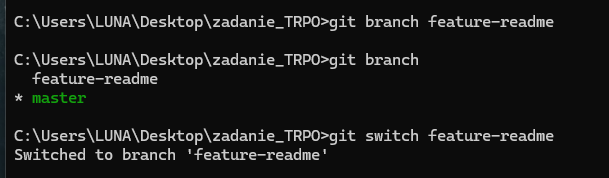 C:\Users\LUNA\Desktop\zadanie_TRPO>git branch feature-readme
C:\Users\LUNA\Desktop\zadanie_TRPO>git branch
  feature-readme
* master
C:\Users\LUNA\Desktop\zadanie_TRPO>git switch feature-readme
Switched to branch 'feature-readme'